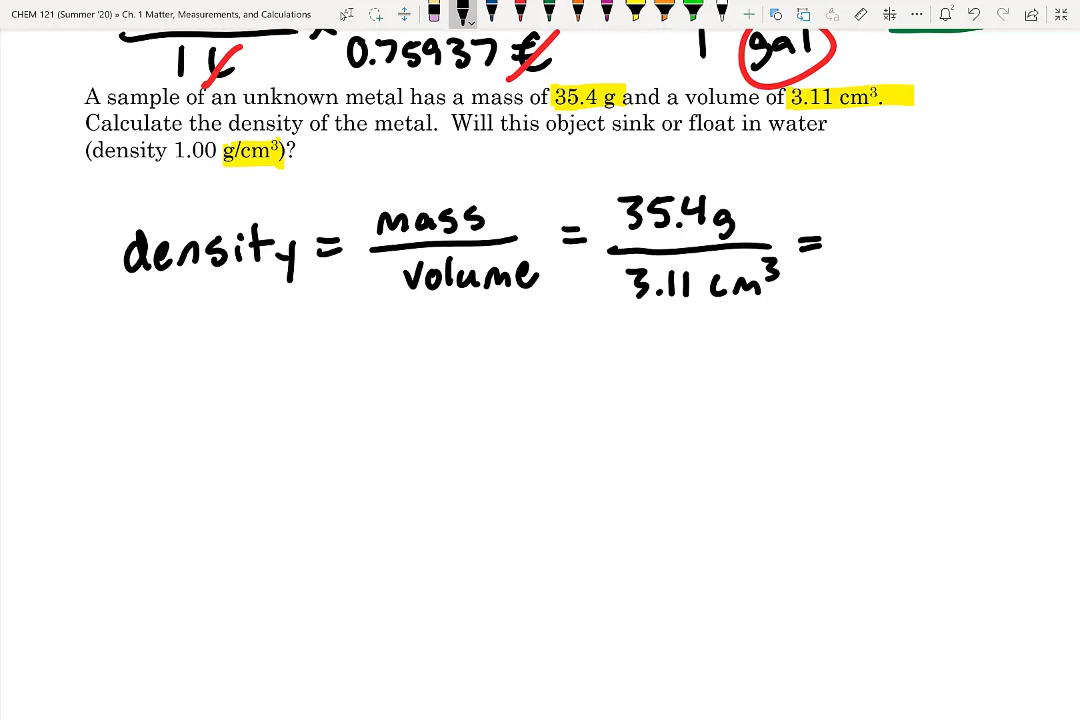 CHEM 121 (Summer '20) » Ch. 1 Matter, Measurements, and Calculations
1 L 0.75937 € 1 gal
A sample of an unknown metal has a mass of 35.4 g and a volume of 3.11 cm³.
Calculate the density of the metal. Will this object sink or float in water
(density 1.00 g/cm³)?
density = mass / volume = 35.4g / 3.11 cm³ =